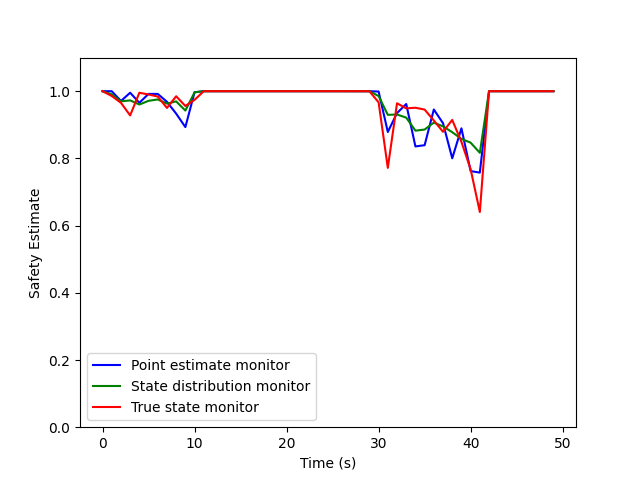 1.0
0.8
0.6
0.4
0.2
0.0
Safety Estimate
Point estimate monitor
State distribution monitor
True state monitor
0 10 20 30 40 50
Time (s)